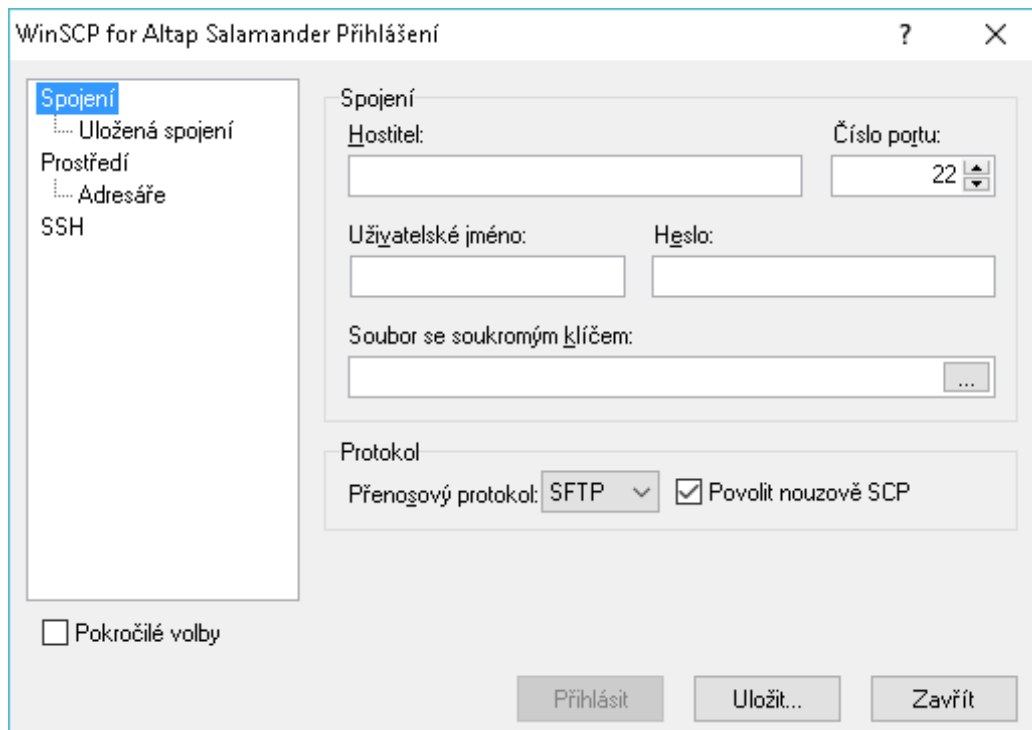 WinSCP for Altap Salamander Přihlášení
Spojení
Uložená spojení
Prostředí
Adresáře
SSH
Pokročilé volby
Spojení
Hostitel: Číslo portu:
22
Uživatelské jméno: Heslo:
Soubor se soukromým klíčem:
...
Protokol
Přenosový protokol: SFTP Povolit nouzově SCP
Přihlásit Uložit... Zavřít